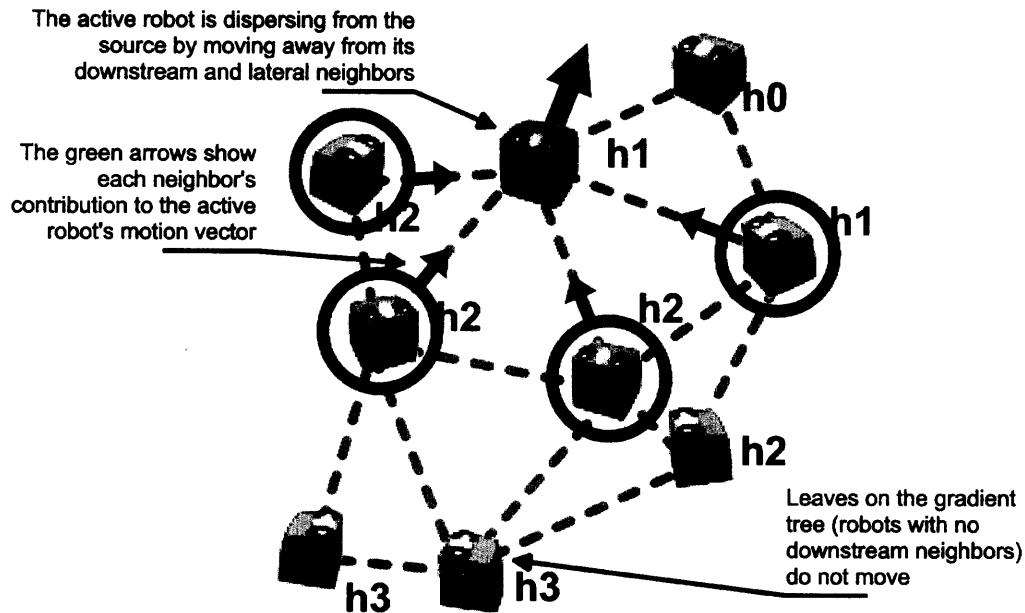 The active robot is dispersing from the
source by moving away from its
downstream and lateral neighbors
h0
h1
The green arrows show
each neighbor's
contribution to the active
robot's motion vector
h2
h1
h2
h2
h2
Leaves on the gradient
tree (robots with no
downstream neighbors)
do not move
h3
h3